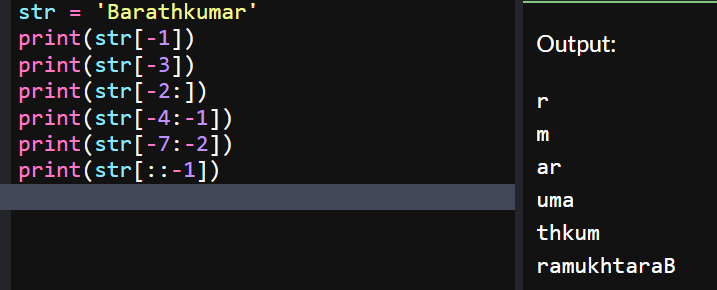 str = 'Barathkumar'
print(str[-1])
print(str[-3])
print(str[-2:])
print(str[-4:-1])
print(str[-7:-2])
print(str[::-1])
Output:
r
m
ar
uma
thkum
ramukhtaraB